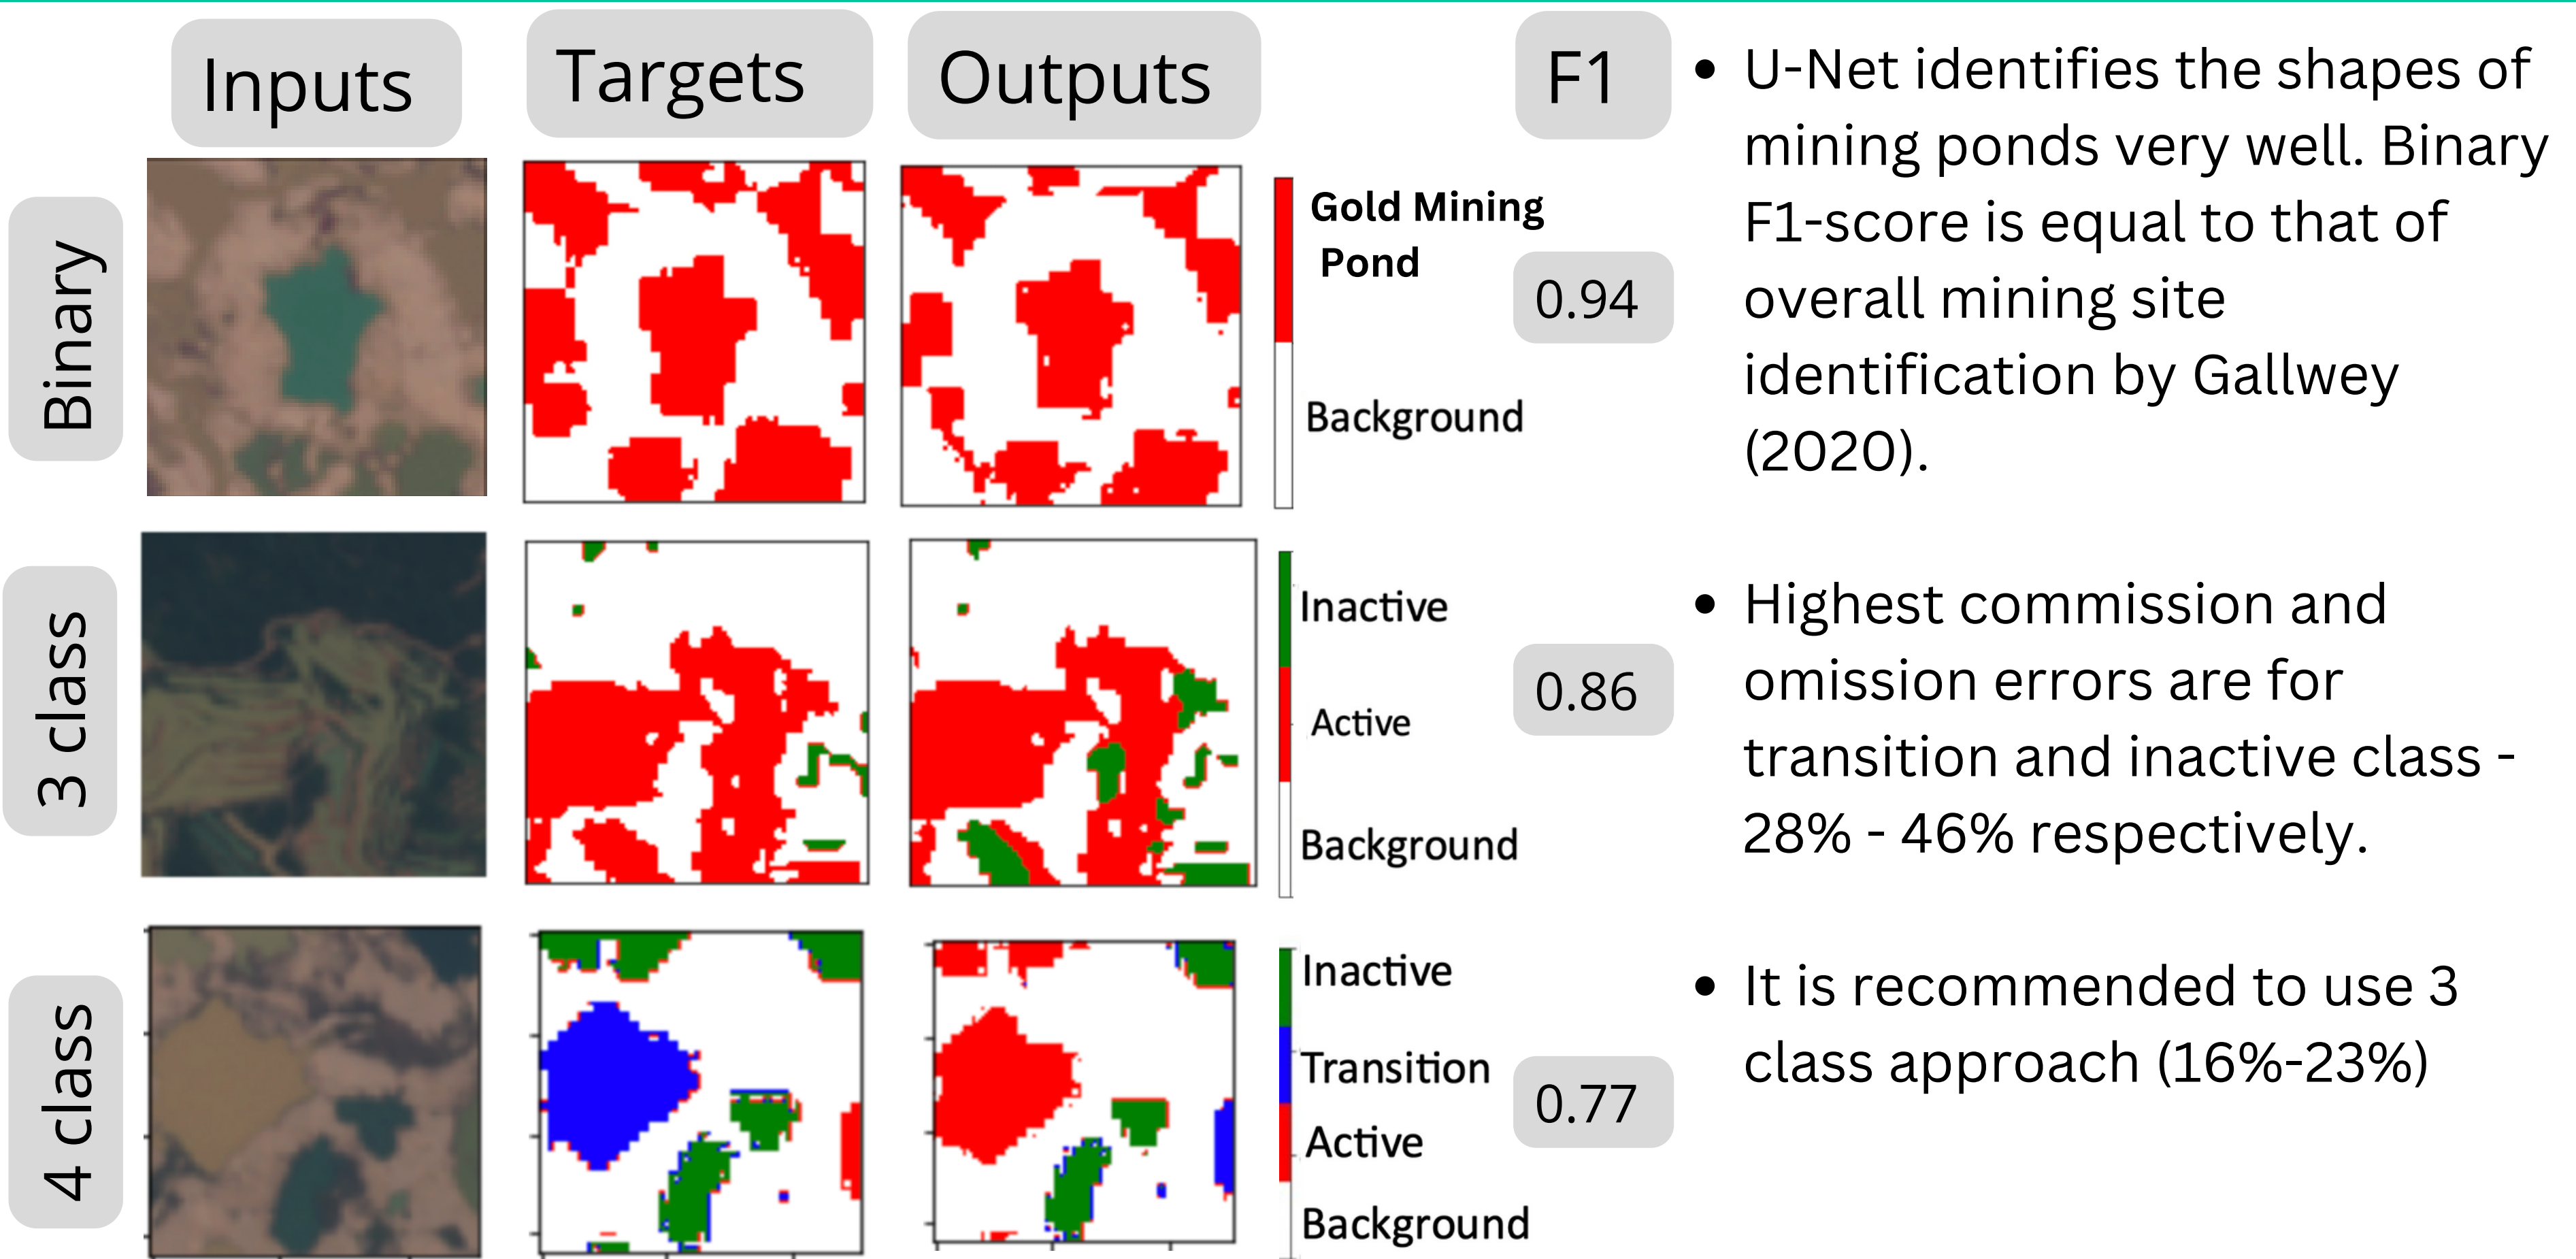 Inputs
Targets
Outputs
F1
Binary
Gold Mining
Pond
Background
0.94
3 class
Inactive
Active
Background
0.86
4 class
Inactive
Transition
Active
Background
0.77
• U-Net identifies the shapes of
mining ponds very well. Binary
F1-score is equal to that of
overall mining site
identification by Gallwey
(2020).
• Highest commission and
omission errors are for
transition and inactive class -
28% - 46% respectively.
• It is recommended to use 3
class approach (16%-23%)